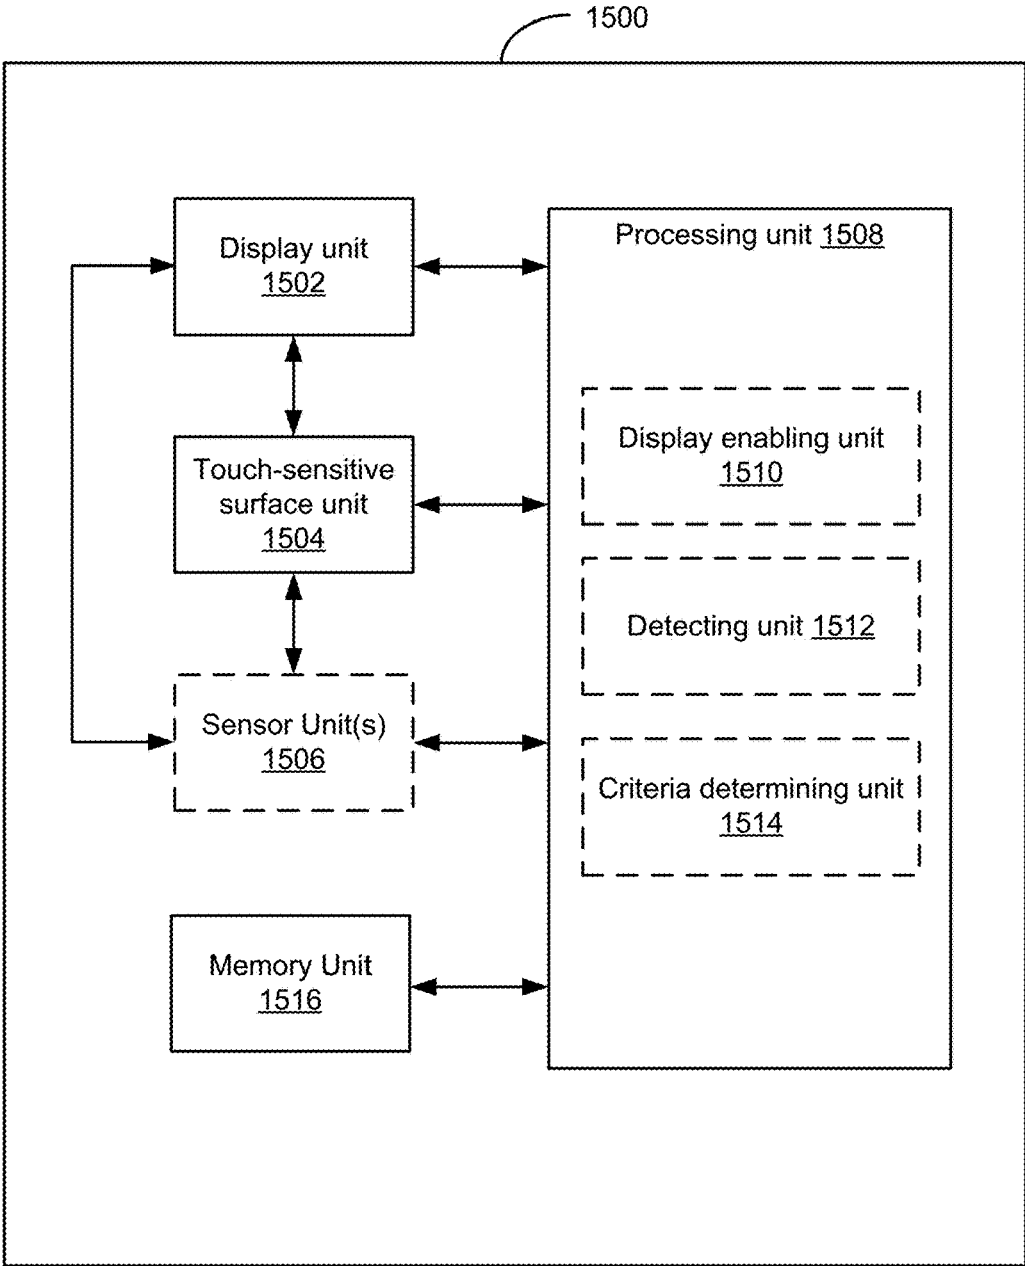 1500
Display unit
1502
Processing unit 1508
Display enabling unit
1510
Touch-sensitive
surface unit
1504
Detecting unit 1512
Sensor Unit(s)
1506
Criteria determining unit
1514
Memory Unit
1516